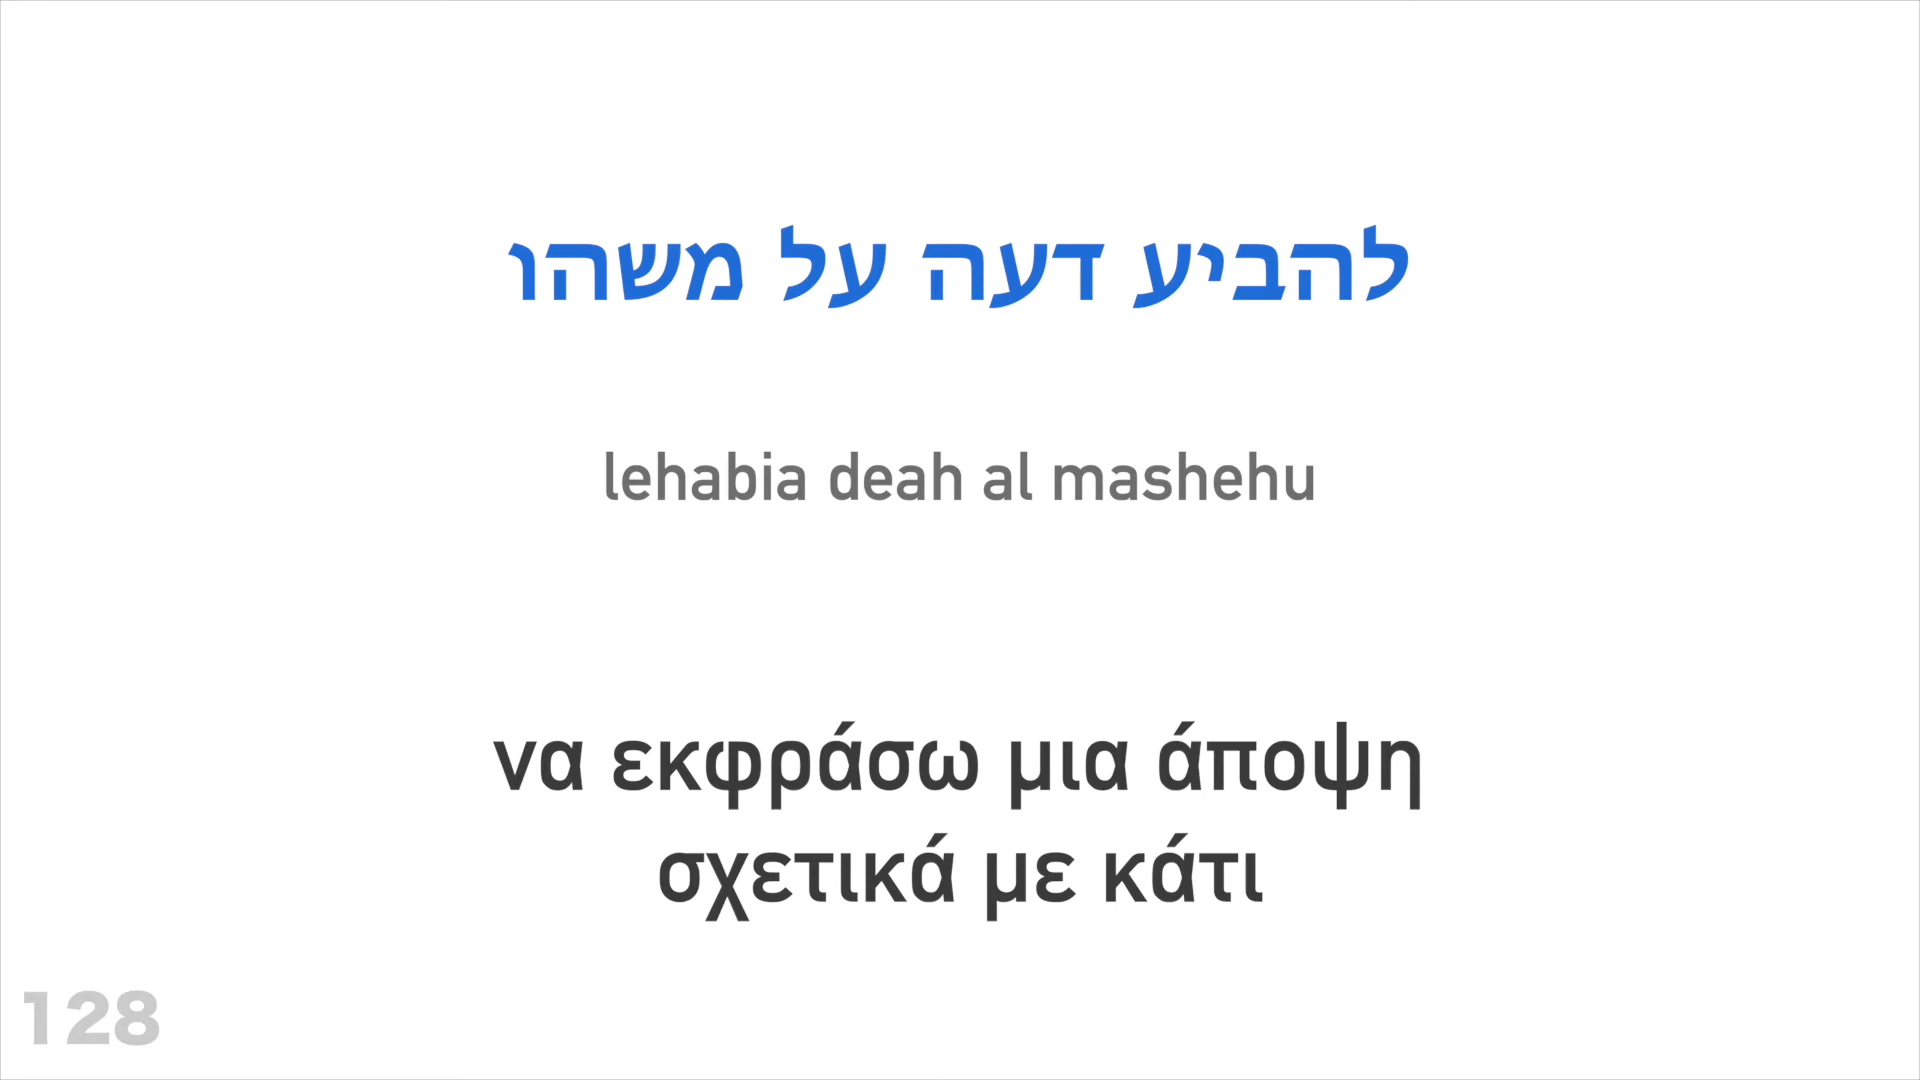 להביע דעה על משהו
lehabia deah al mashehu
να εκφράσω μια άποψη
σχετικά με κάτι
128